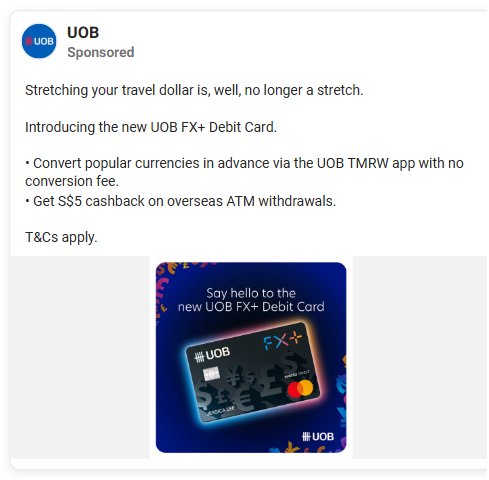 UOB
UOB
Sponsored
Stretching your travel dollar is, well, no longer a stretch.
Introducing the new UOB FX+ Debit Card.
• Convert popular currencies in advance via the UOB TMRW app with no
conversion fee.
• Get S$5 cashback on overseas ATM withdrawals.
T&Cs apply.
Say hello to the
new UOB FX+ Debit Card
UOB
FX+
world debit
UOB